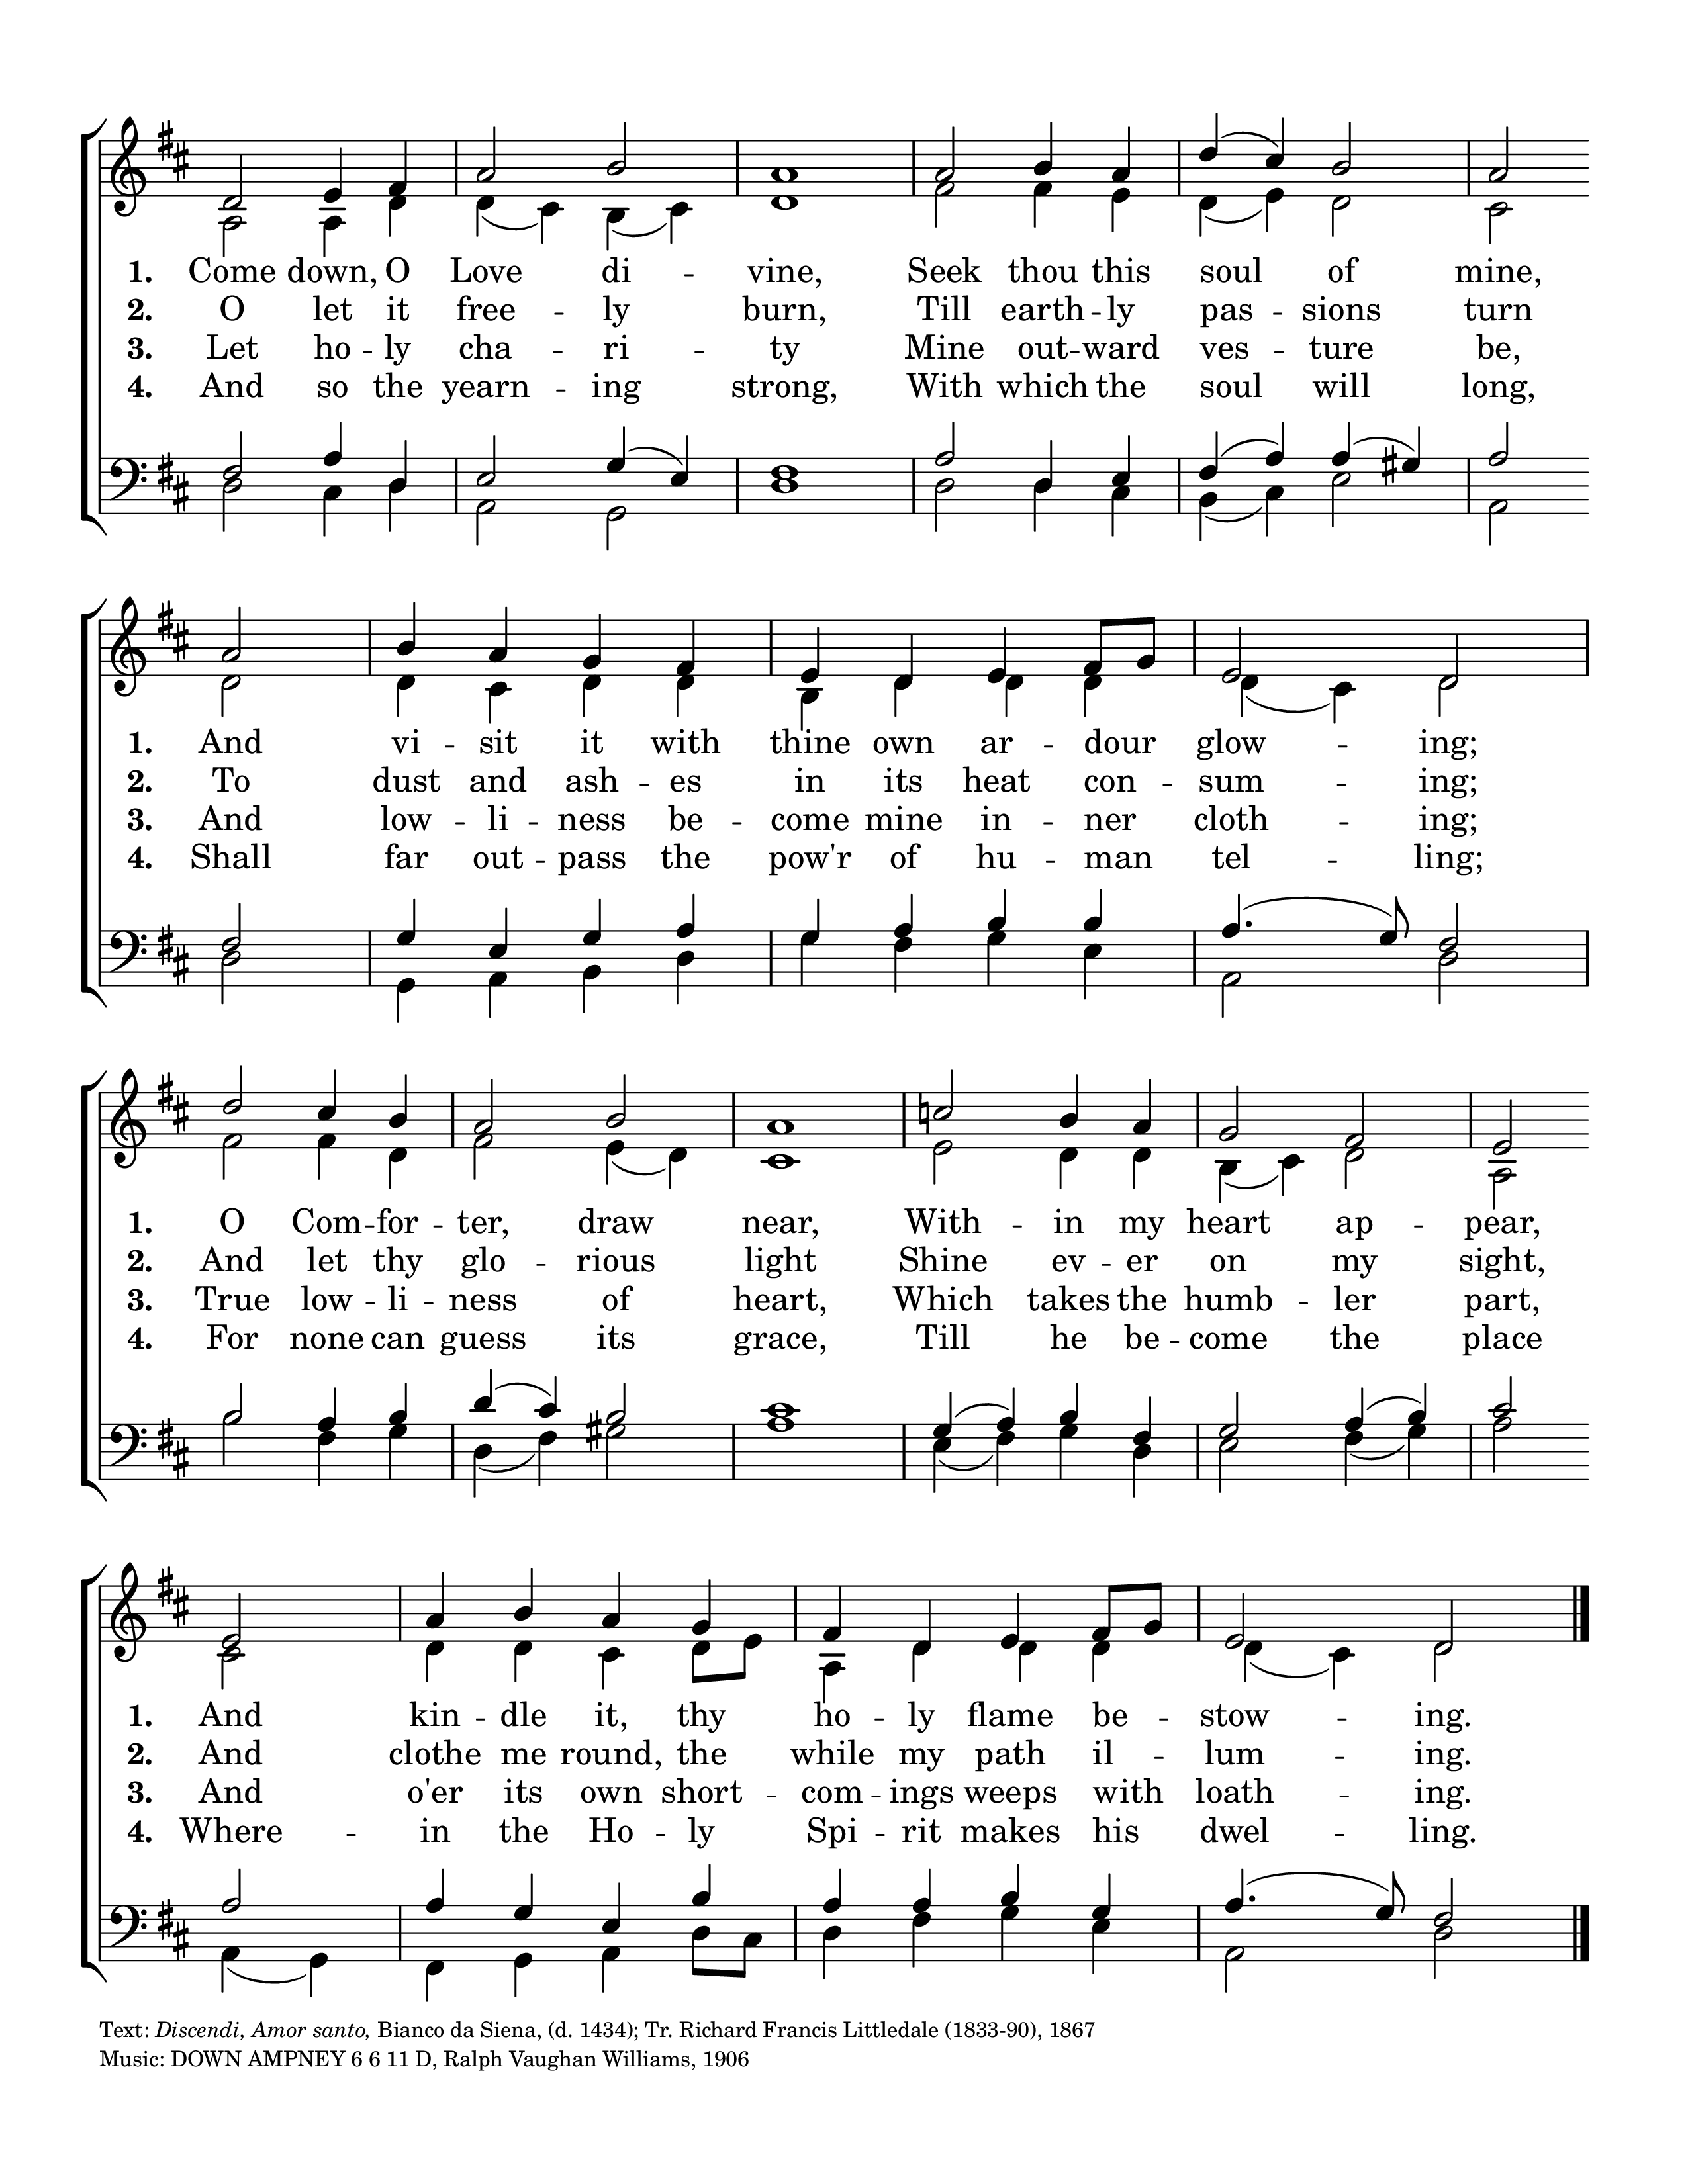 1. Come down, O Love di -- vine, Seek thou this soul of mine,
2. O let it free -- ly burn, Till earth -- ly pas -- sions turn
3. Let ho -- ly cha -- ri -- ty Mine out -- ward ves -- ture be,
4. And so the yearn -- ing strong, With which the soul will long,
1. And vi -- sit it with thine own ar -- dour glow -- ing;
2. To dust and ash -- es in its heat con -- sum -- ing;
3. And low -- li -- ness be -- come mine in -- ner cloth -- ing;
4. Shall far out -- pass the pow'r of hu -- man tel -- ling;
1. O Com -- for -- ter, draw near, With -- in my heart ap -- pear,
2. And let thy glo -- rious light Shine ev -- er on my sight,
3. True low -- li -- ness of heart, Which takes the humb -- ler part,
4. For none can guess its grace, Till he be -- come the place
1. And kin -- dle it, thy ho -- ly flame be -- stow -- ing.
2. And clothe me round, the while my path il -- lum -- ing.
3. And o'er its own short -- com -- ings weeps with loath -- ing.
4. Where -- in the Ho -- ly Spi -- rit makes his dwel -- ling.
Text: Discendi, Amor santo, Bianco da Siena, (d. 1434); Tr. Richard Francis Littledale (1833-90), 1867
Music: DOWN AMPNEY 6 6 11 D, Ralph Vaughan Williams, 1906